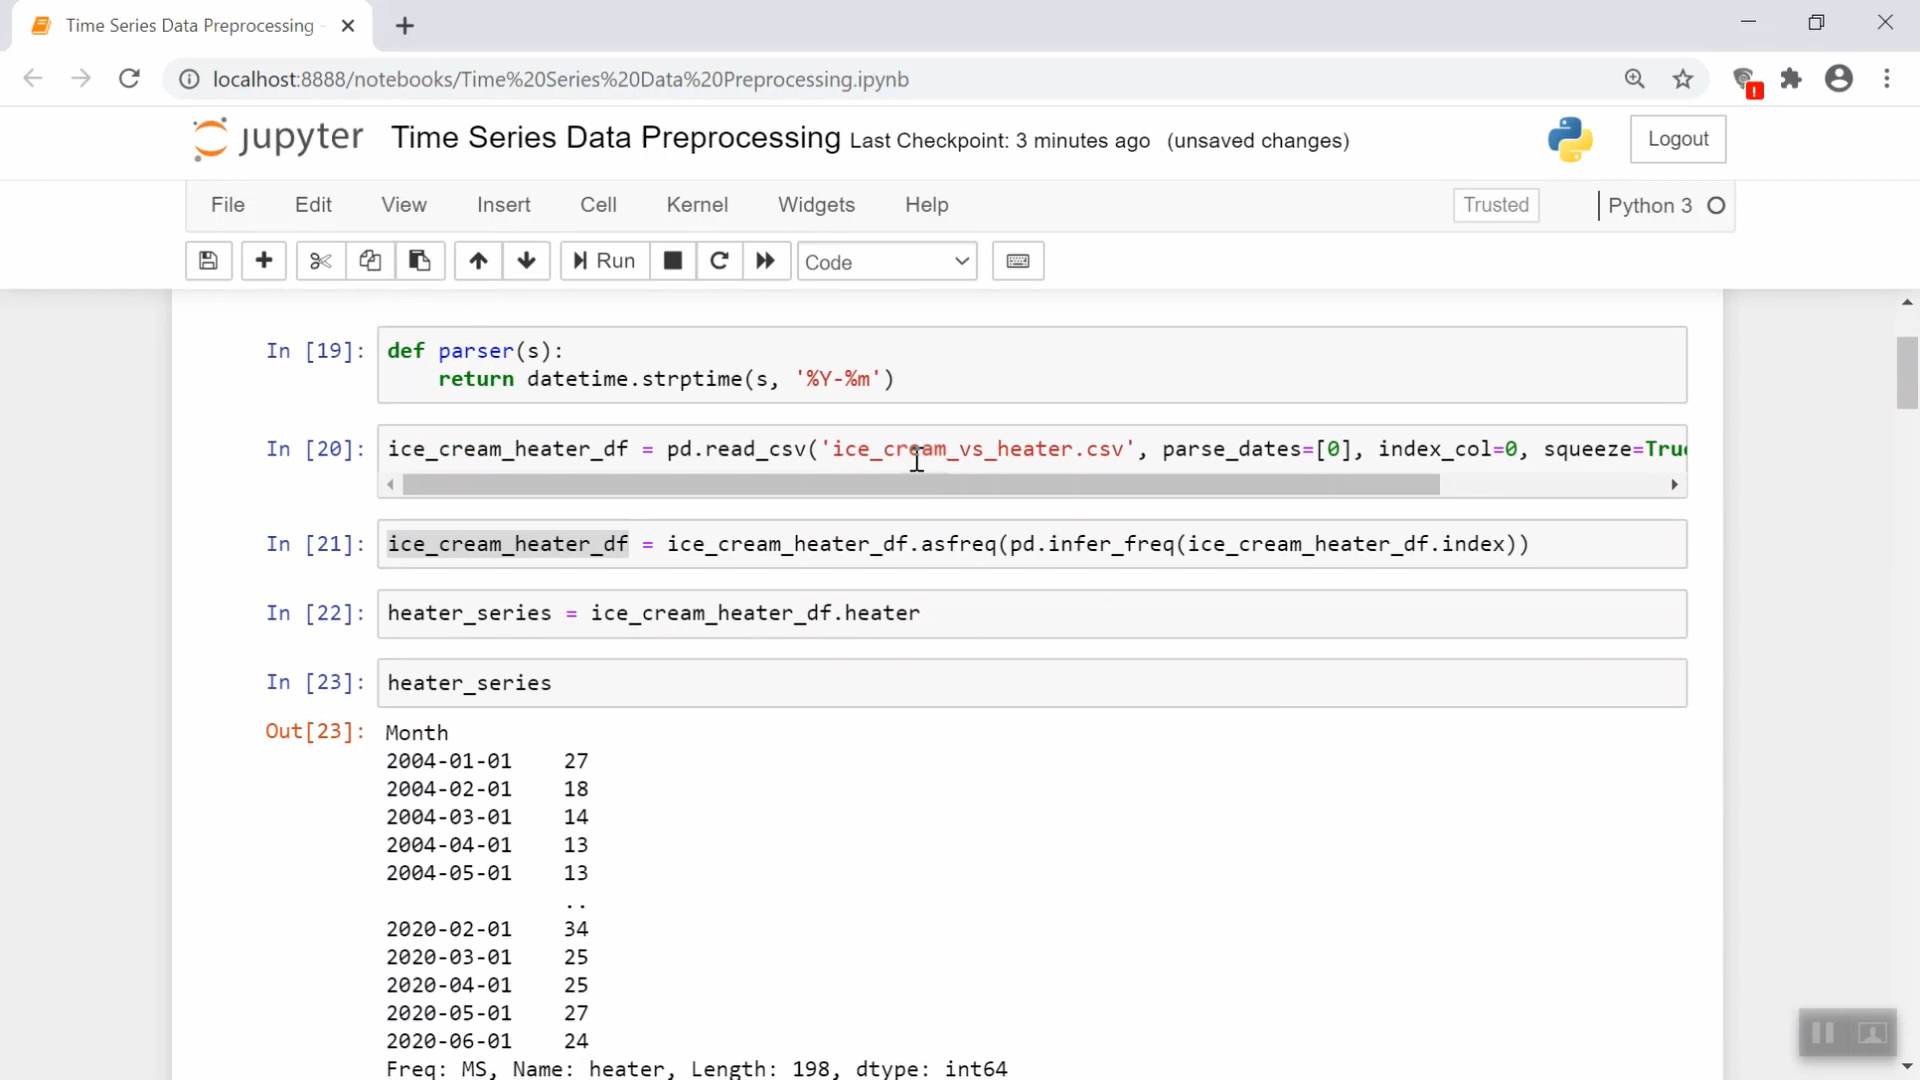 Time Series Data Preprocessing -
localhost:8888/notebooks/Time%20Series%20Data%20Preprocessing.ipynb
!
jupyter Time Series Data Preprocessing Last Checkpoint: 3 minutes ago (unsaved changes) Logout
File Edit View Insert Cell Kernel Widgets Help Trusted Python 3
Run Code
In [19]: def parser(s):
return datetime.strptime(s, '%Y-%m')
In [20]: ice_cream_heater_df = pd.read_csv('ice_cream_vs_heater.csv', parse_dates=[0], index_col=0, squeeze=True
In [21]: ice_cream_heater_df = ice_cream_heater_df.asfreq(pd.infer_freq(ice_cream_heater_df.index))
In [22]: heater_series = ice_cream_heater_df.heater
In [23]: heater_series
Out[23]: Month
2004-01-01 27
2004-02-01 18
2004-03-01 14
2004-04-01 13
2004-05-01 13
..
2020-02-01 34
2020-03-01 25
2020-04-01 25
2020-05-01 27
2020-06-01 24
Freq: MS, Name: heater, Length: 198, dtype: int64